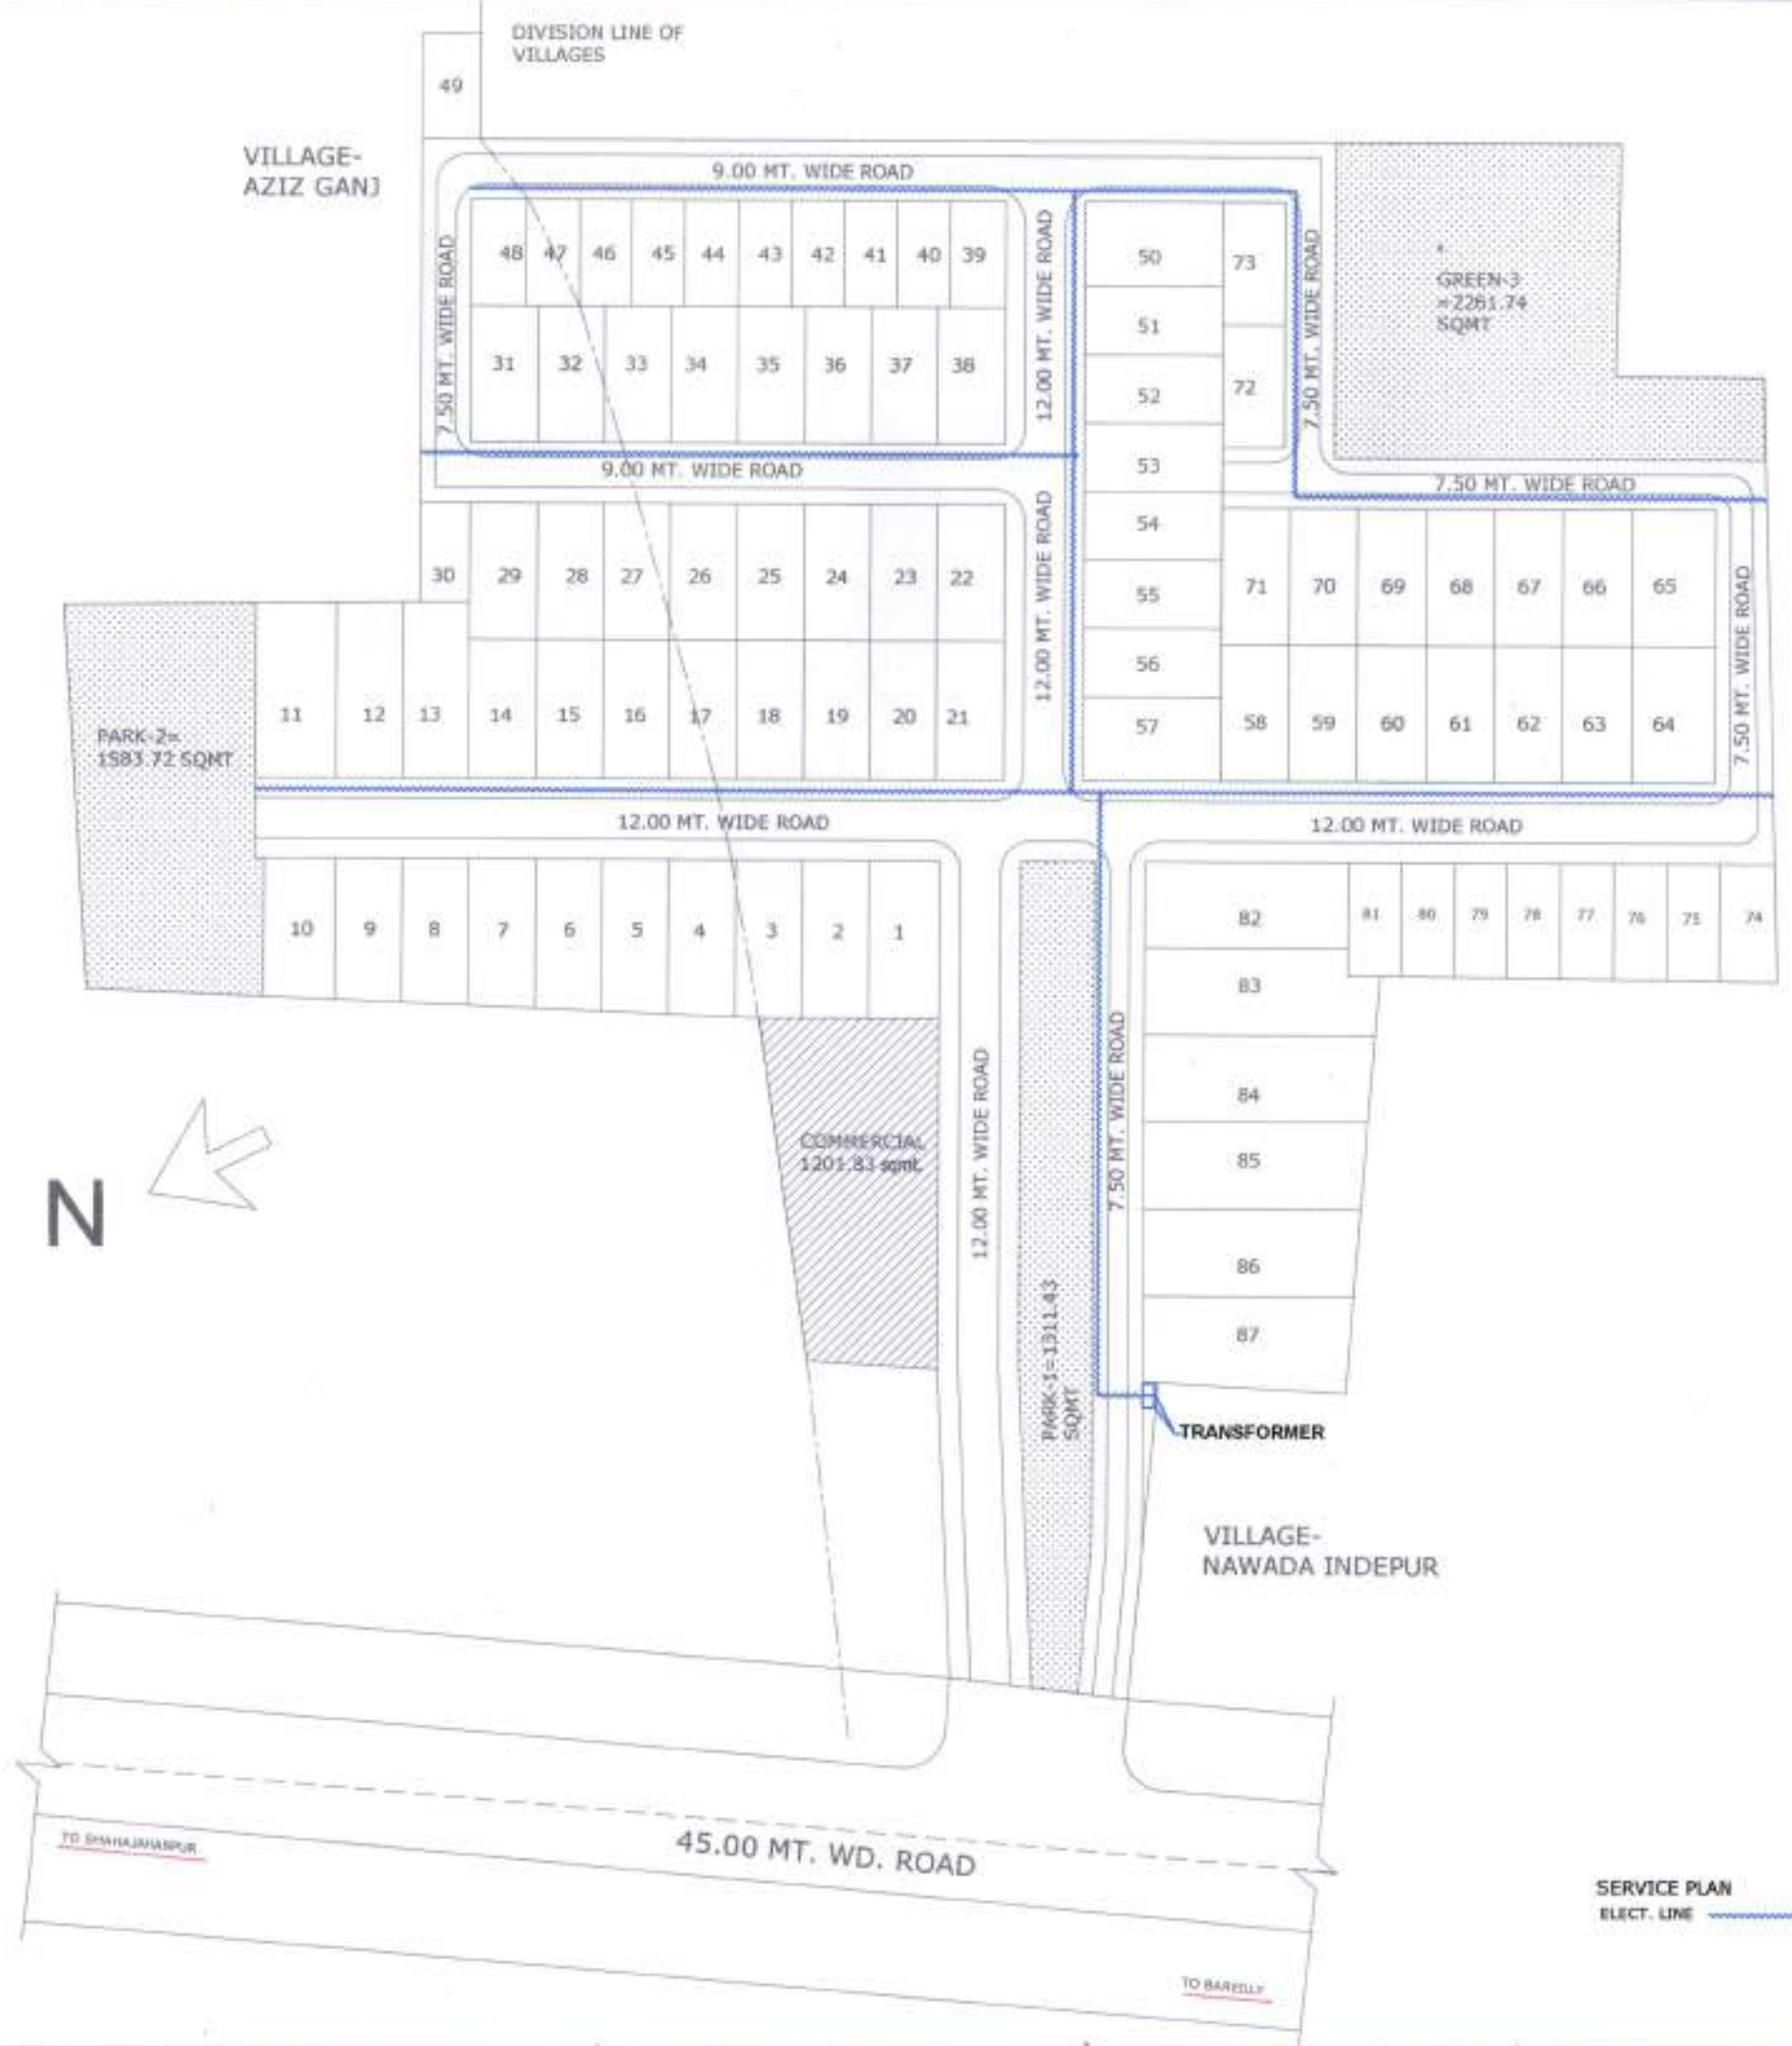 DIVISION LINE OF
VILLAGES
49
VILLAGE-
AZIZ GANJ
9.00 MT. WIDE ROAD
7.50 MT. WIDE ROAD
48 47 46 45 44 43 42 41 40 39
12.00 MT. WIDE ROAD
50
73
7.50 MT. WIDE ROAD
GREEN-3
=2261.74
SQMT
51
31 32 33 34 35 36 37 38
52
72
53
9.00 MT. WIDE ROAD
7.50 MT. WIDE ROAD
54
12.00 MT. WIDE ROAD
30 29 28 27 26 25 24 23 22
55
71 70 69 68 67 66 65
7.50 MT. WIDE ROAD
56
PARK-2=
1583.72 SQMT
11 12 13 14 15 16 17 18 19 20 21
57
58 59 60 61 62 63 64
12.00 MT. WIDE ROAD
12.00 MT. WIDE ROAD
10 9 8 7 6 5 4 3 2 1
82
81 80 79 78 77 76 75 74
83
12.00 MT. WIDE ROAD
7.50 MT. WIDE ROAD
84
COMMERCIAL
1201.83 sqmt.
85
N
86
PARK-1=1311.43
SQMT
87
TRANSFORMER
VILLAGE-
NAWADA INDEPUR
45.00 MT. WD. ROAD
TO SHAHAJAHANPUR
SERVICE PLAN
ELECT. LINE
TO BAREILLY